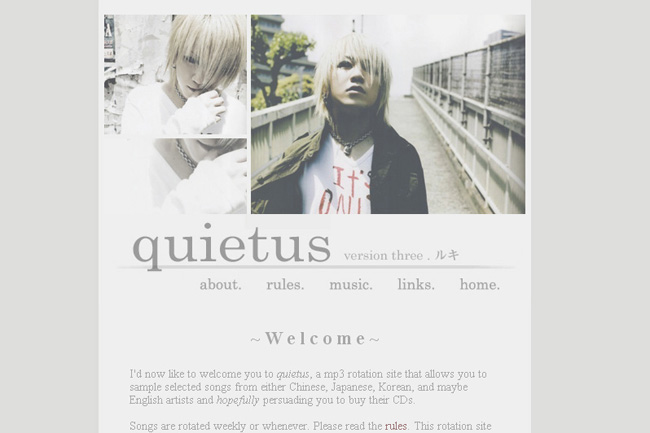 It's
quietus version three . ルキ
about. rules. music. links. home.
~ W e l c o m e ~
I'd now like to welcome you to quietus, a mp3 rotation site that allows you to
sample selected songs from either Chinese, Japanese, Korean, and maybe
English artists and hopefully persuading you to buy their CDs.
Songs are rotated weekly or whenever. Please read the rules. This rotation site